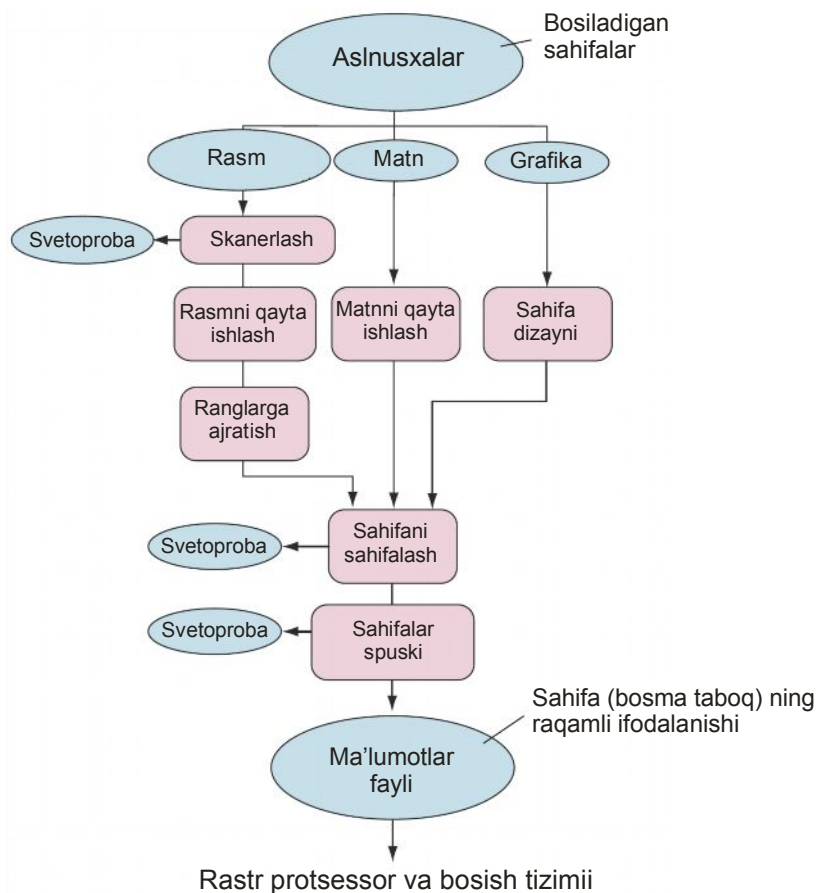 Bosiladigan
sahifalar
Aslnusxalar
Rasm
Matn
Grafika
Svetoproba
Skanerlash
Rasmni qayta
ishlash
Matnni qayta
ishlash
Sahifa
dizayni
Ranglarga
ajratish
Svetoproba
Sahifani
sahifalash
Svetoproba
Sahifalar
spuski
Sahifa (bosma taboq) ning
raqamli ifodalanishi
Ma’lumotlar
fayli
Rastr protsessor va bosish tizimii